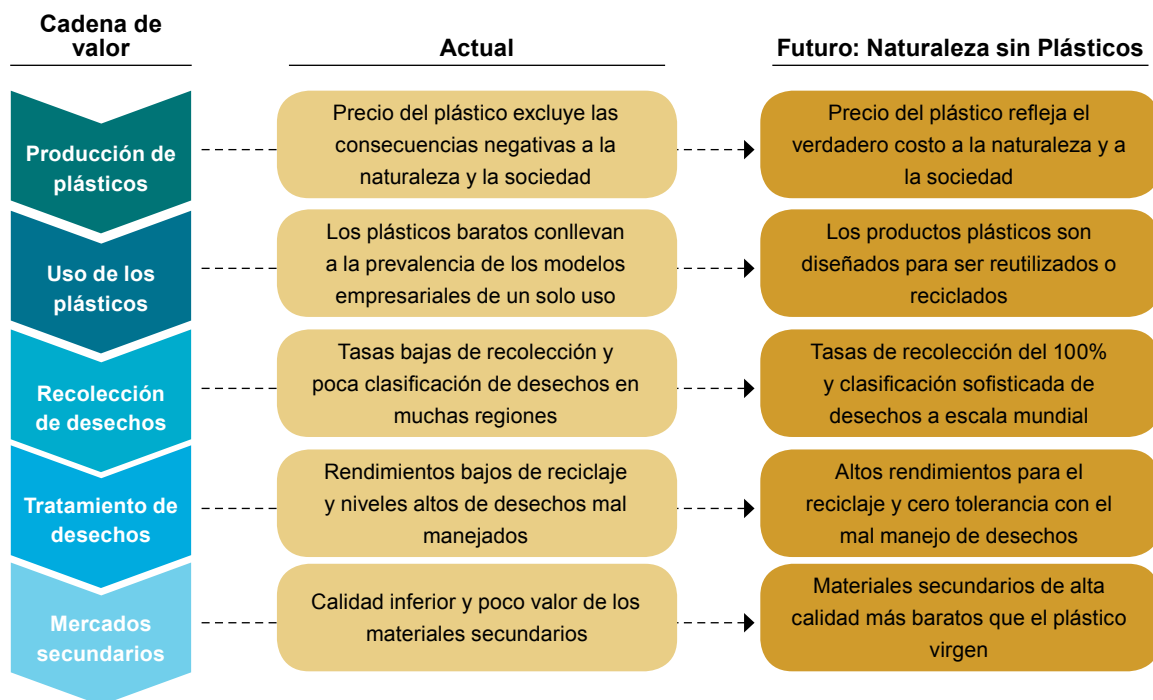 Cadena de
valor
Actual
Futuro: Naturaleza sin Plásticos
Producción de
plásticos
Precio del plástico excluye las
consecuencias negativas a la
naturaleza y la sociedad
Precio del plástico refleja el
verdadero costo a la naturaleza y a
la sociedad
Uso de los
plásticos
Los plásticos baratos conllevan
a la prevalencia de los modelos
empresariales de un solo uso
Los productos plásticos son
diseñados para ser reutilizados o
reciclados
Recolección
de desechos
Tasas bajas de recolección y
poca clasificación de desechos en
muchas regiones
Tasas de recolección del 100%
y clasificación sofisticada de
desechos a escala mundial
Tratamiento de
desechos
Rendimientos bajos de reciclaje
y niveles altos de desechos mal
manejados
Altos rendimientos para el
reciclaje y cero tolerancia con el
mal manejo de desechos
Mercados
secundarios
Calidad inferior y poco valor de los
materiales secundarios
Materiales secundarios de alta
calidad más baratos que el plástico
virgen